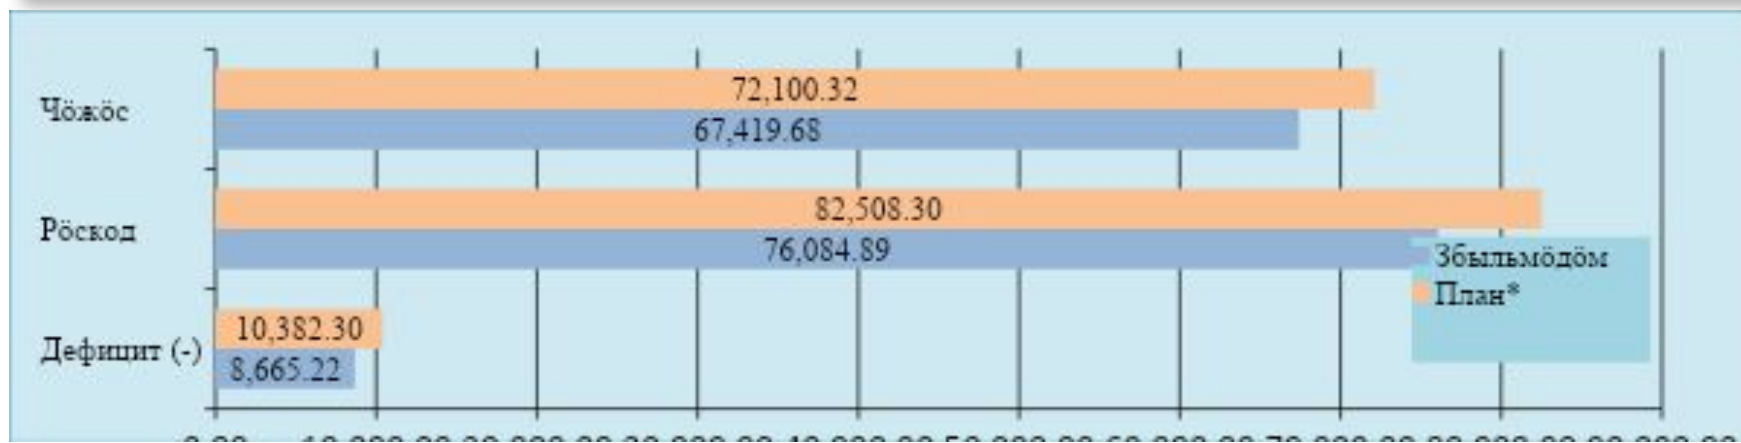 Чӧжӧс
72,100.32
67,419.68
Рӧскод
82,508.30
76,084.89
Збыльмӧдӧм
План*
Дефицит (-)
10,382.30
8,665.22